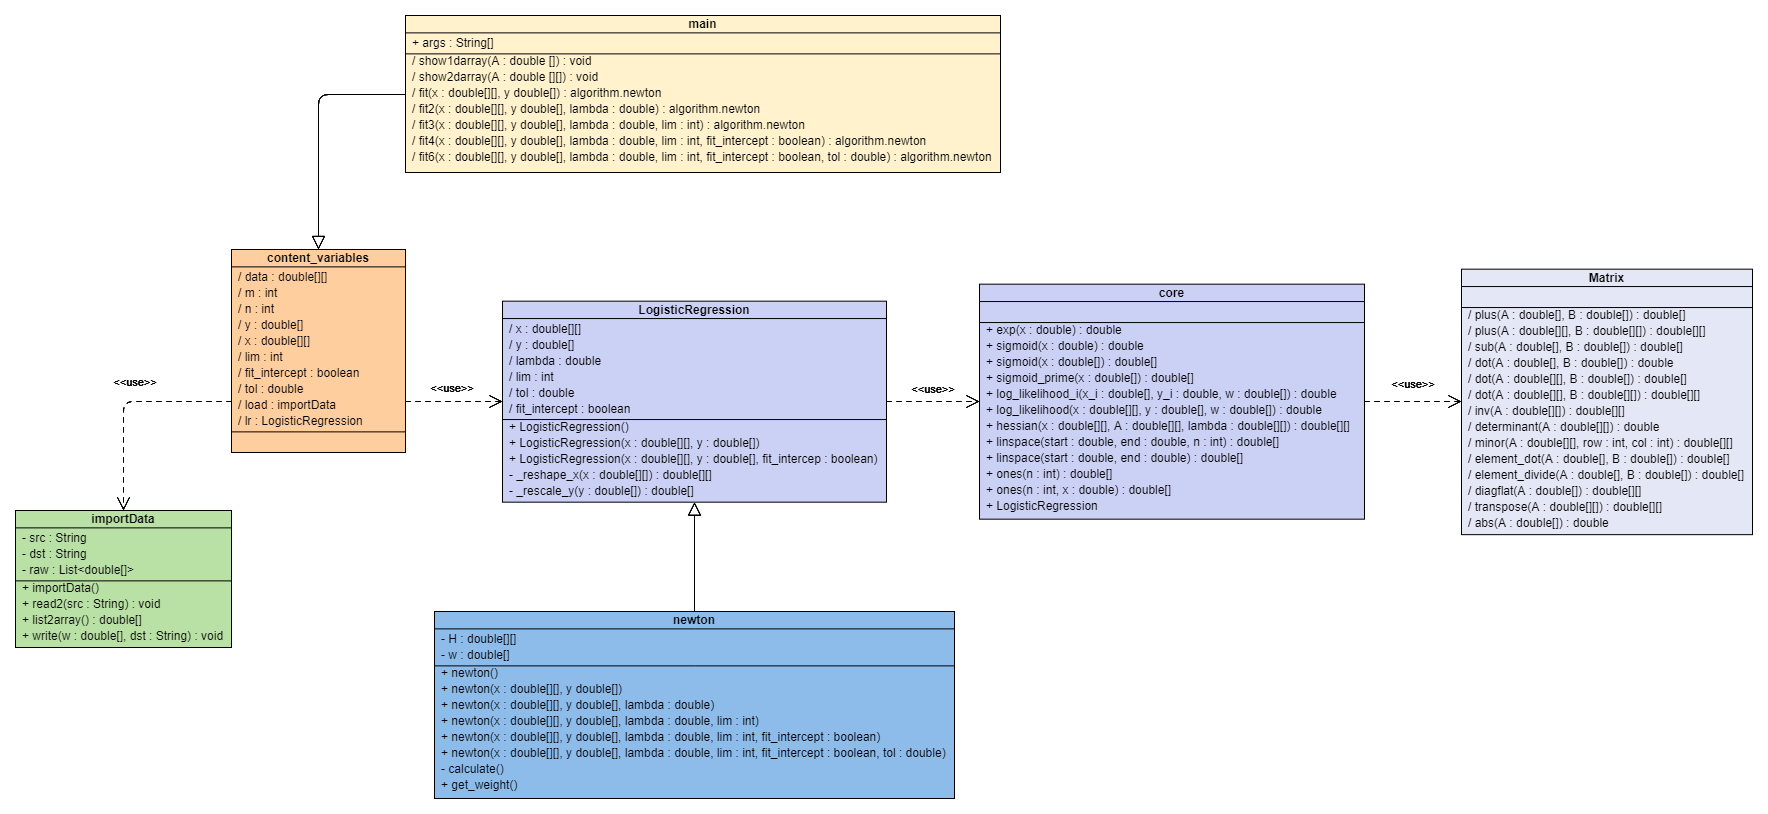 main
+ args : String[]
/ show1darray(A : double []) : void
/ show2darray(A : double [][]) : void
/ fit(x : double[][], y double[]) : algorithm.newton
/ fit2(x : double[][], y double[], lambda : double) : algorithm.newton
/ fit3(x : double[][], y double[], lambda : double, lim : int) : algorithm.newton
/ fit4(x : double[][], y double[], lambda : double, lim : int, fit_intercept : boolean) : algorithm.newton
/ fit6(x : double[][], y double[], lambda : double, lim : int, fit_intercept : boolean, tol : double) : algorithm.newton
content_variables
/ data : double[][]
/ m : int
/ n : int
/ y : double[]
/ x : double[][]
/ lim : int
/ fit_intercept : boolean
/ tol : double
/ load : importData
/ lr : LogisticRegression
<<use>>
<<use>>
<<use>>
<<use>>
LogisticRegression
/ x : double[][]
/ y : double[]
/ lambda : double
/ lim : int
/ tol : double
/ fit_intercept : boolean
+ LogisticRegression()
+ LogisticRegression(x : double[][], y : double[])
+ LogisticRegression(x : double[][], y : double[], fit_intercep : boolean)
- _reshape_x(x : double[][]) : double[][]
- _rescale_y(y : double[]) : double[]
core
+ exp(x : double) : double
+ sigmoid(x : double) : double
+ sigmoid(x : double[]) : double[]
+ sigmoid_prime(x : double[]) : double[]
+ log_likelihood_i(x_i : double[], y_i : double, w : double[]) : double
+ log_likelihood(x : double[][], y : double[], w : double[]) : double
+ hessian(x : double[][], A : double[][], lambda : double[][]) : double[][]
+ linspace(start : double, end : double, n : int) : double[]
+ linspace(start : double, end : double) : double[]
+ ones(n : int) : double[]
+ ones(n : int, x : double) : double[]
+ LogisticRegression
Matrix
/ plus(A : double[], B : double[]) : double[]
/ plus(A : double[][], B : double[][]) : double[][]
/ sub(A : double[], B : double[]) : double[]
/ dot(A : double[], B : double[]) : double
/ dot(A : double[][], B : double[]) : double[]
/ dot(A : double[][], B : double[][]) : double[][]
/ inv(A : double[][]) : double[][]
/ determinant(A : double[][]) : double
/ minor(A : double[][], row : int, col : int) : double[][]
/ element_dot(A : double[], B : double[]) : double[]
/ element_divide(A : double[], B : double[]) : double[]
/ diagflat(A : double[]) : double[][]
/ transpose(A : double[][]) : double[][]
/ abs(A : double[]) : double
importData
- src : String
- dst : String
- raw : List<double[]>
+ importData()
+ read2(src : String) : void
+ list2array() : double[]
+ write(w : double[], dst : String) : void
newton
- H : double[][]
- w : double[]
+ newton()
+ newton(x : double[][], y double[])
+ newton(x : double[][], y double[], lambda : double)
+ newton(x : double[][], y double[], lambda : double, lim : int)
+ newton(x : double[][], y double[], lambda : double, lim : int, fit_intercept : boolean)
+ newton(x : double[][], y double[], lambda : double, lim : int, fit_intercept : boolean, tol : double)
- calculate()
+ get_weight()